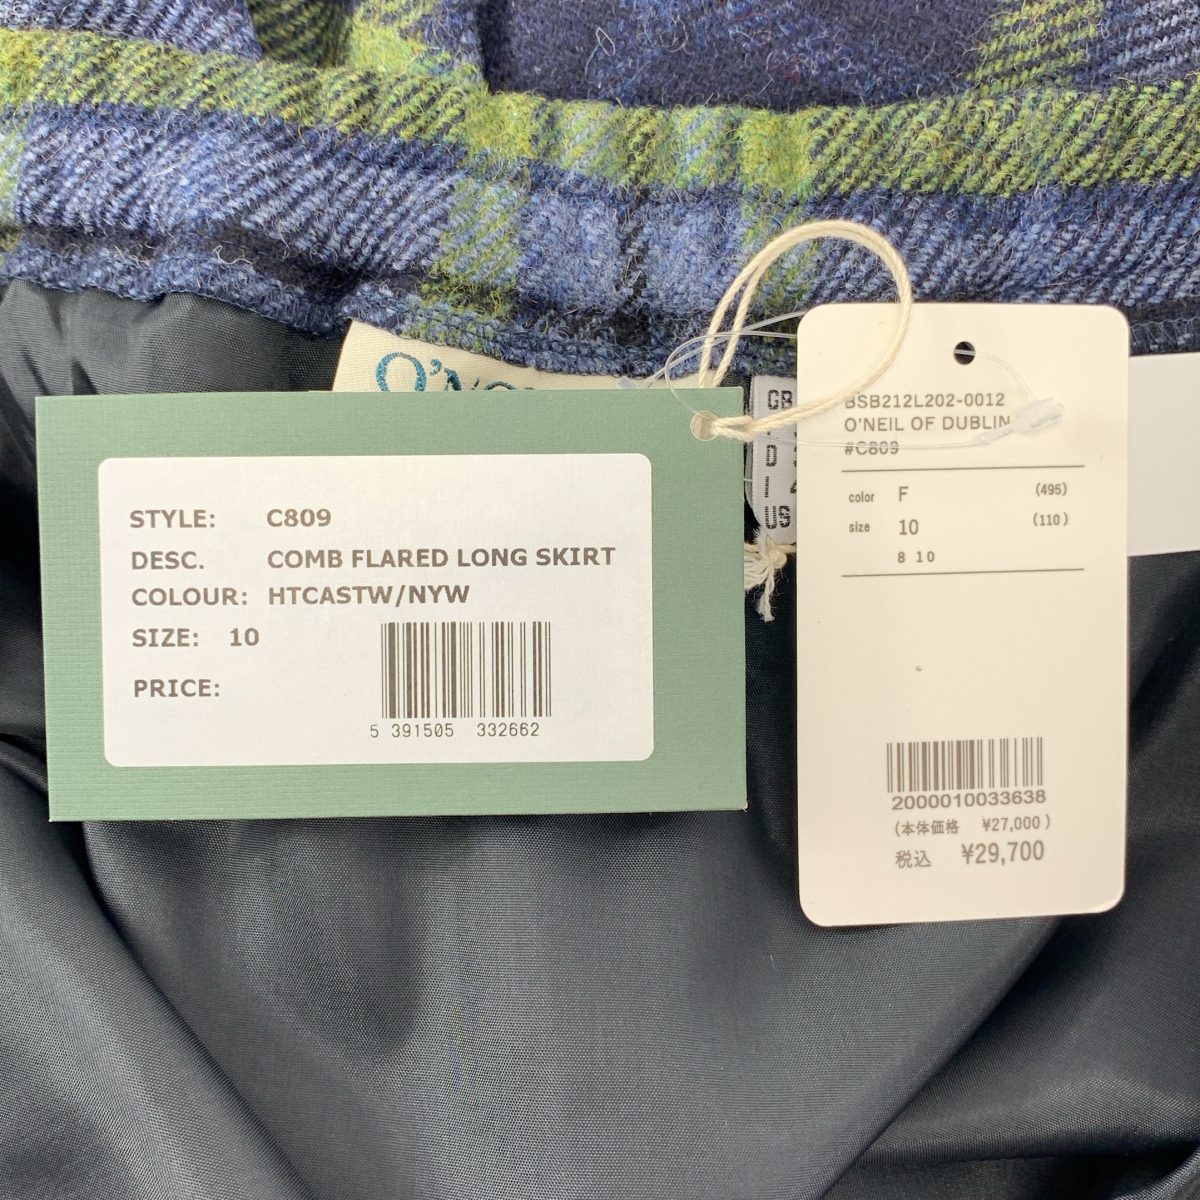 STYLE: C809
DESC. COMB FLARED LONG SKIRT
COLOUR: HTCASTW/NYW
SIZE: 10
PRICE:
5 391505 332662
GB
D
I
US
BSB212L202-0012
O'NEIL OF DUBLIN
#C809
color F (495)
size 10 (110)
8 10
2000010033638
(本体価格 ¥27,000)
税込 ¥29,700